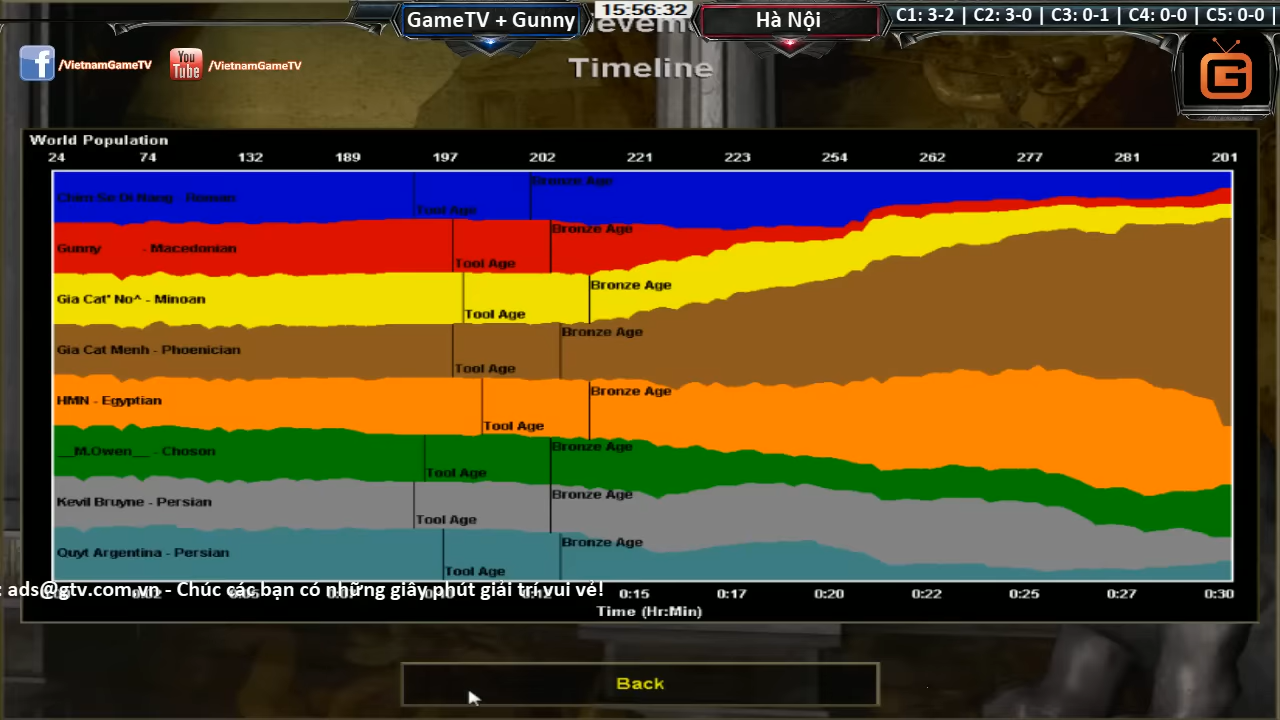 GameTV + Gunny
15:56:32
Hà Nội
C1: 3-2 | C2: 3-0 | C3: 0-1 | C4: 0-0 | C5: 0-0 |
/VietnamGameTV
You
Tube
/VietnamGameTV
Timeline
World Population
24 74 132 189 197 202 221 223 254 262 277 281 201
Bronze Age
Tool Age
Gunny - Macedonian
Bronze Age
Tool Age
Gia Cat' No^ - Minoan
Bronze Age
Tool Age
Gia Cat Menh - Phoenician
Bronze Age
Tool Age
HMN - Egyptian
Bronze Age
Tool Age
__M.Owen__ - Choson
Bronze Age
Tool Age
Kevil Bruyne - Persian
Bronze Age
Tool Age
Quyt Argentina - Persian
Bronze Age
Tool Age
: ads@gtv.com.vn - Chúc các bạn có những giây phút giải trí vui vẻ!
0:15 0:17 0:20 0:22 0:25 0:27 0:30
Time (Hr:Min)
Back